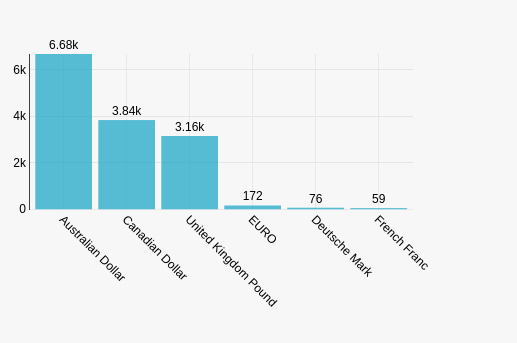 6.68k
6k
3.84k
4k
3.16k
2k
172
76
59
0
Australian Dollar
Canadian Dollar
United Kingdom Pound
EURO
Deutsche Mark
French Franc